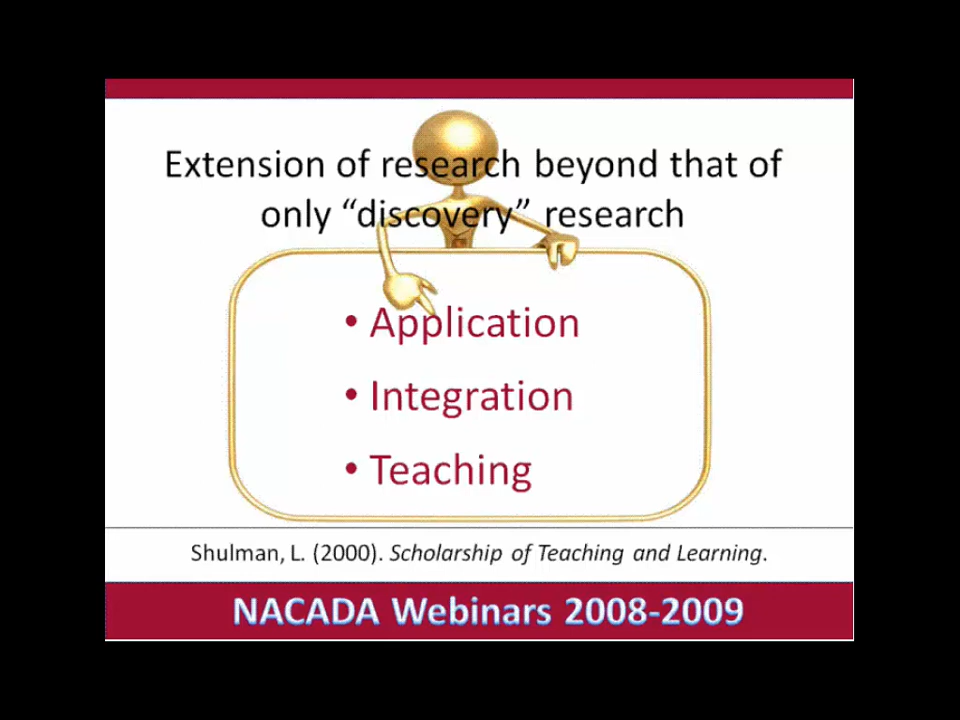 Extension of research beyond that of
only “discovery” research
• Application
• Integration
• Teaching
Shulman, L. (2000). Scholarship of Teaching and Learning.
NACADA Webinars 2008-2009